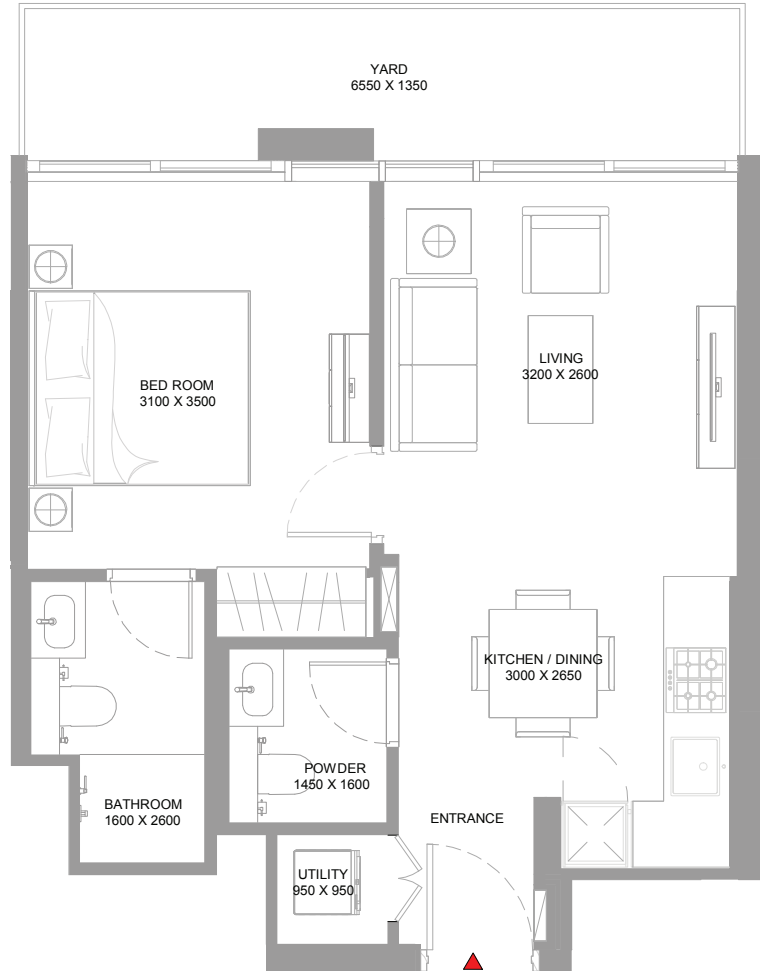 YARD
6550 X 1350
BED ROOM
3100 X 3500
LIVING
3200 X 2600
KITCHEN / DINING
3000 X 2650
POWDER
1450 X 1600
BATHROOM
1600 X 2600
ENTRANCE
UTILITY
950 X 950